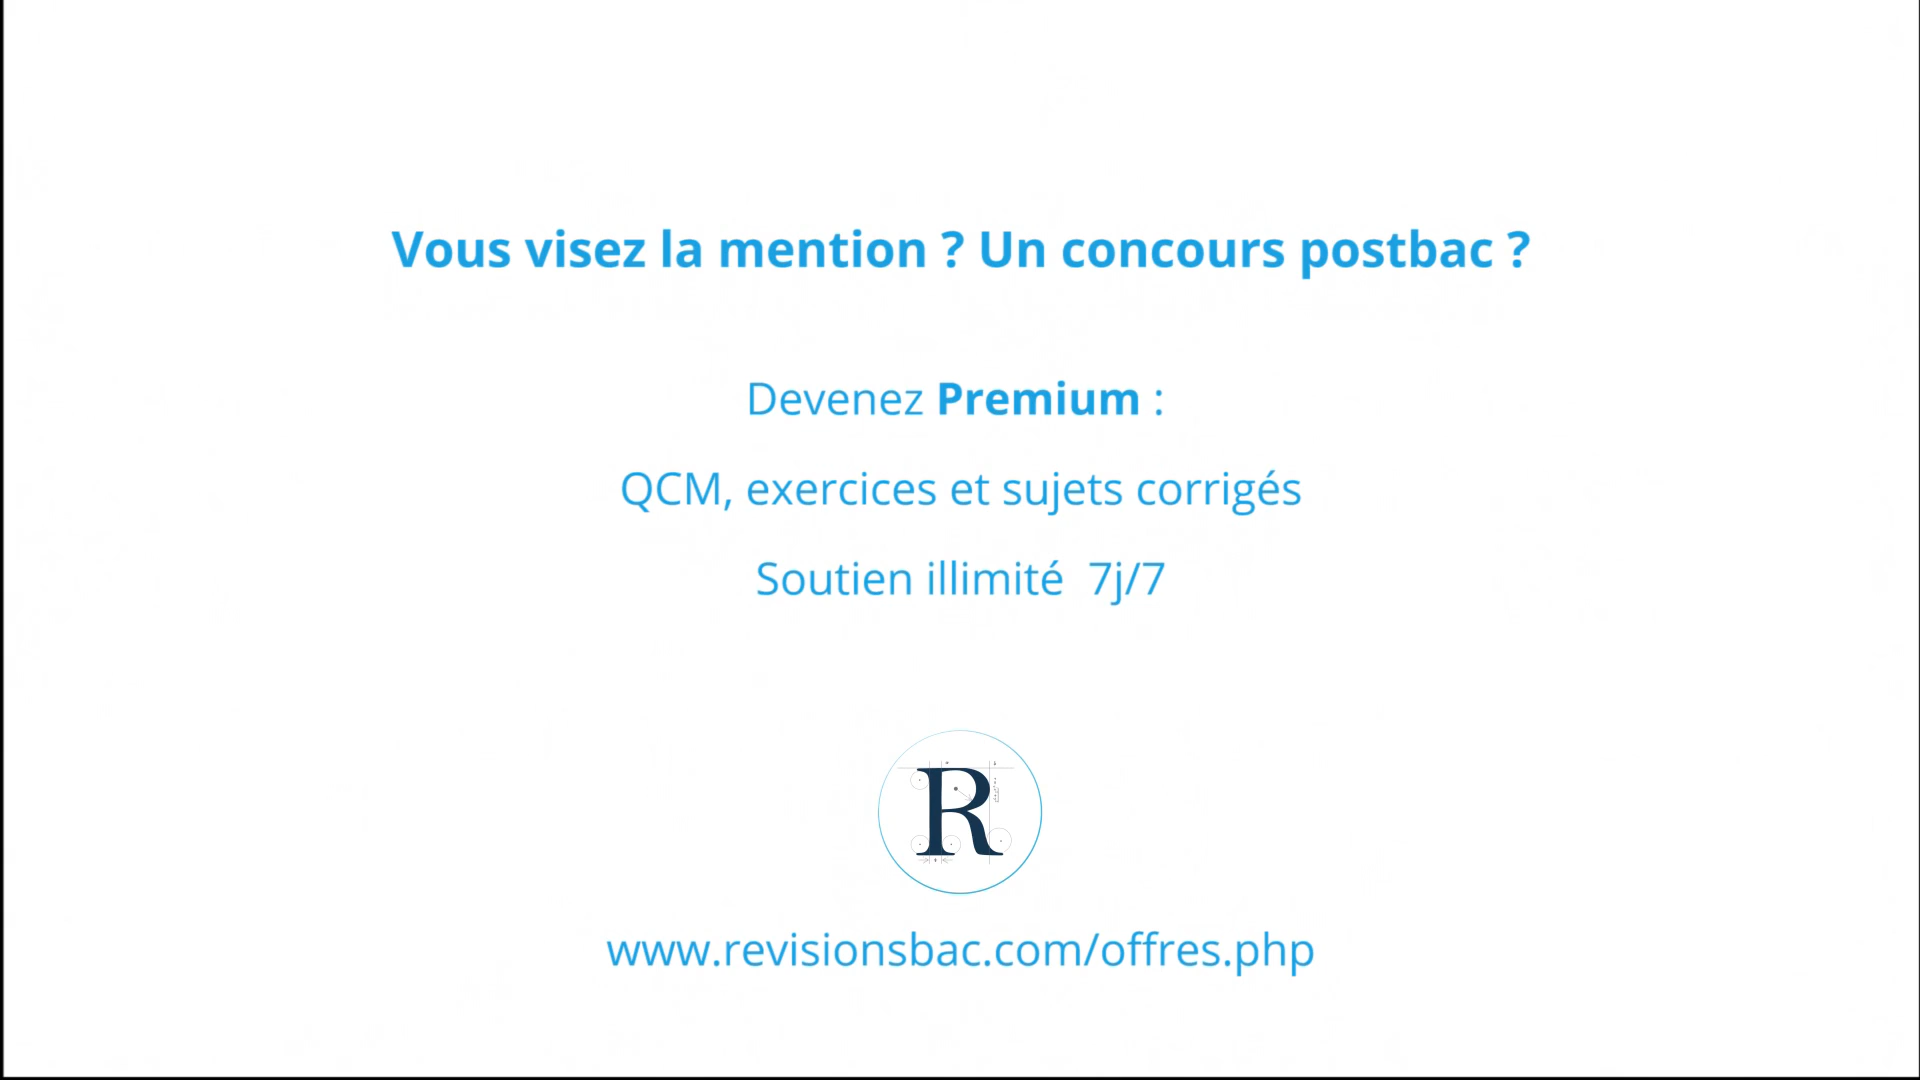 Vous visez la mention ? Un concours postbac ?
Devenez Premium :
QCM, exercices et sujets corrigés
Soutien illimité 7j/7
R
www.revisionsbac.com/offres.php